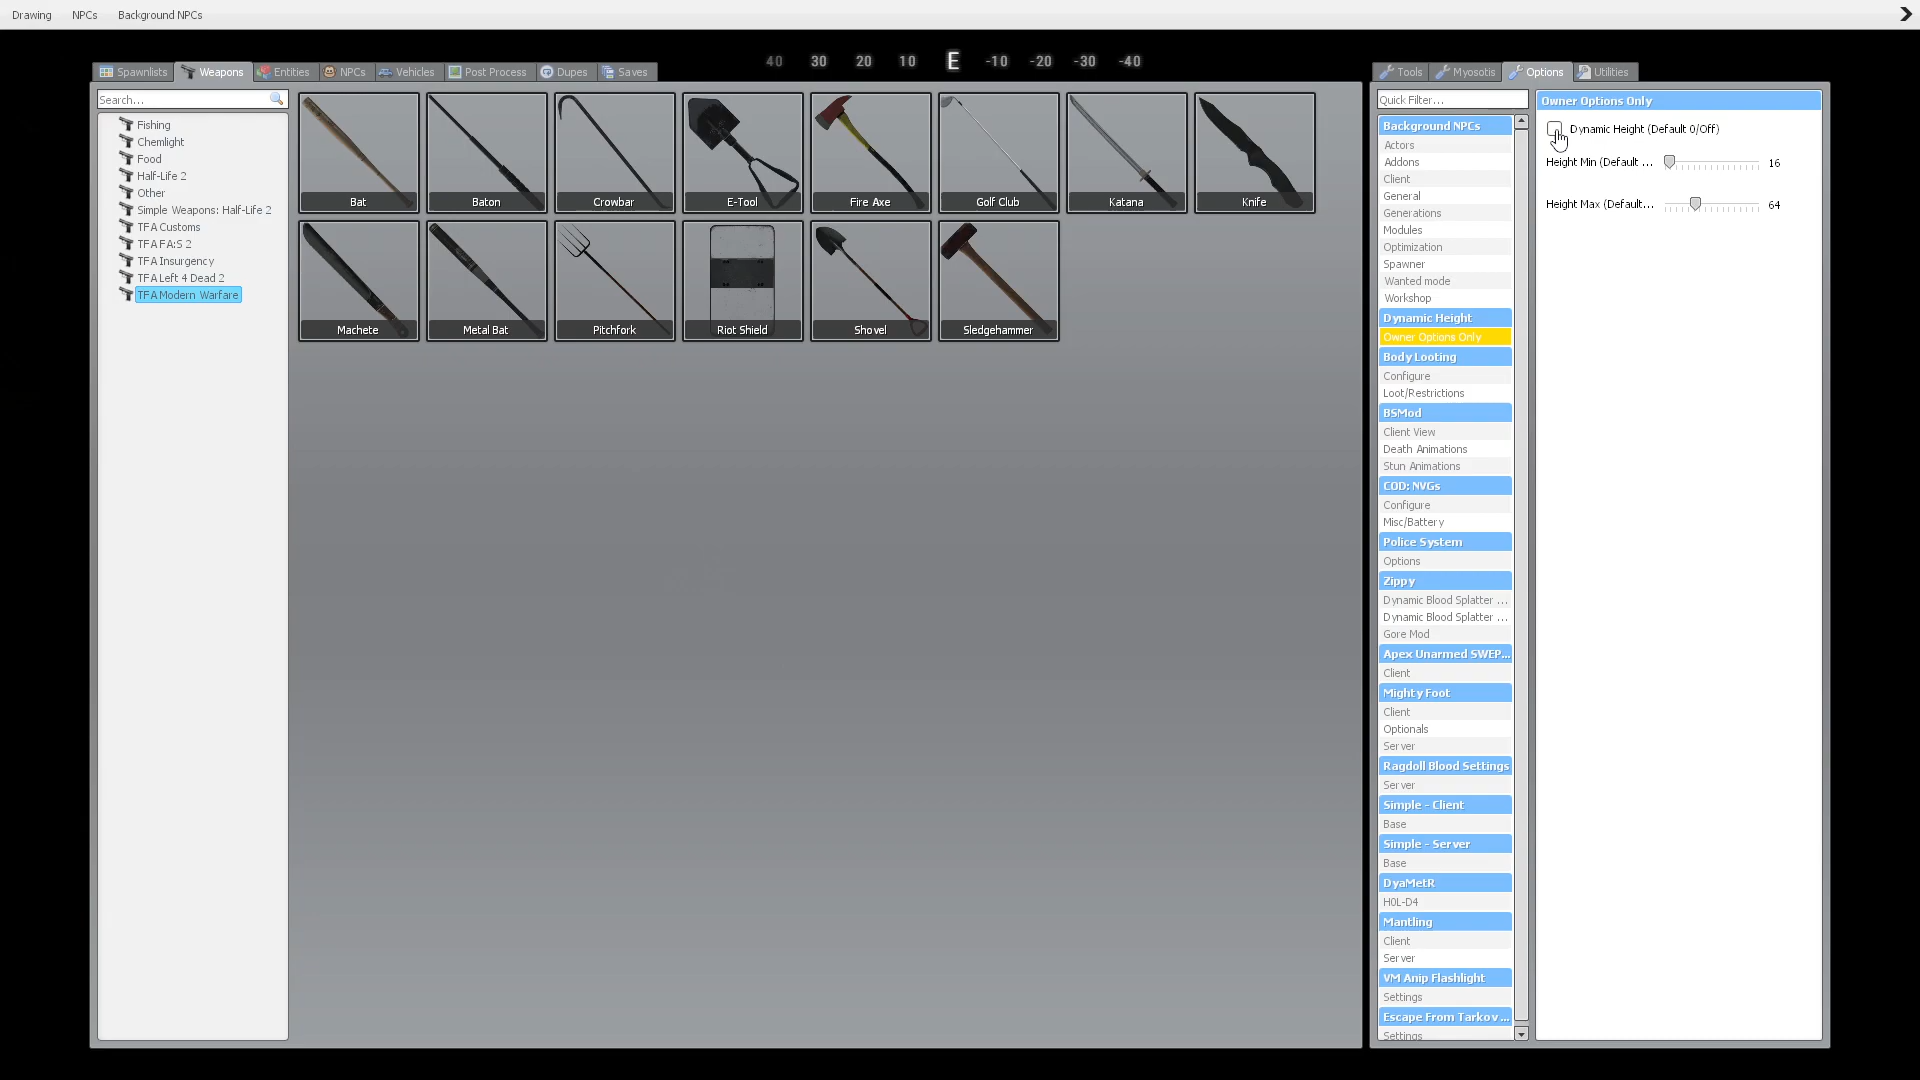 Drawing NPCs Background NPCs
40 30 20 10 E -10 -20 -30 -40
Spawnlists Weapons Entities NPCs Vehicles Post Process Dupes Saves
Search...
Fishing
Chemlight
Food
Half-Life 2
Other
Simple Weapons: Half-Life 2
TFA Customs
TFA FA:S 2
TFA Insurgency
TFA Left 4 Dead 2
TFA Modern Warfare
Bat Baton Crowbar E-Tool Fire Axe Golf Club Katana Knife
Machete Metal Bat Pitchfork Riot Shield Shovel Sledgehammer
Tools Myosotis Options Utilities
Quick Filter...
Background NPCs
Actors
Addons
Client
General
Generations
Modules
Optimization
Spawner
Wanted mode
Workshop
Dynamic Height
Owner Options Only
Body Looting
Configure
Loot/Restrictions
BSMod
Client View
Death Animations
Stun Animations
COD: NVGs
Configure
Misc/Battery
Police System
Options
Zippy
Dynamic Blood Splatter ...
Dynamic Blood Splatter ...
Gore Mod
Apex Unarmed SWEP...
Client
Mighty Foot
Client
Optionals
Server
Ragdoll Blood Settings
Server
Simple - Client
Base
Simple - Server
Base
DyaMetR
H0L-D4
Mantling
Client
Server
VM Anip Flashlight
Settings
Escape From Tarkov ...
Settings
Owner Options Only
Dynamic Height (Default 0/Off)
Height Min (Default ... 16
Height Max (Default... 64